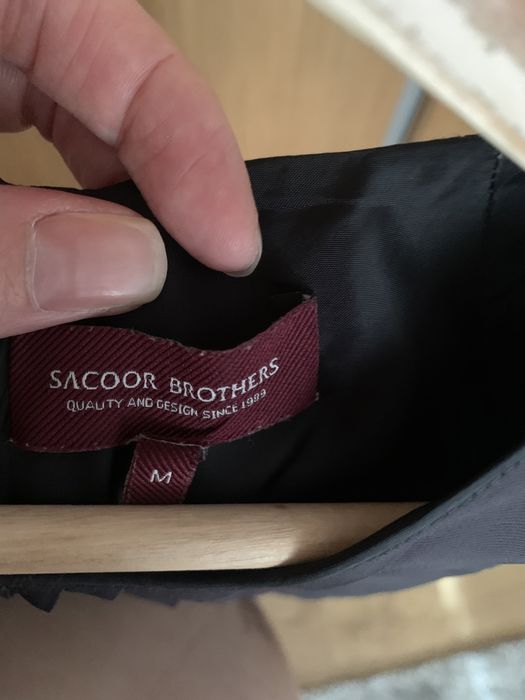 SACOOR BROTHERS
QUALITY AND DESIGN SINCE 1989
M